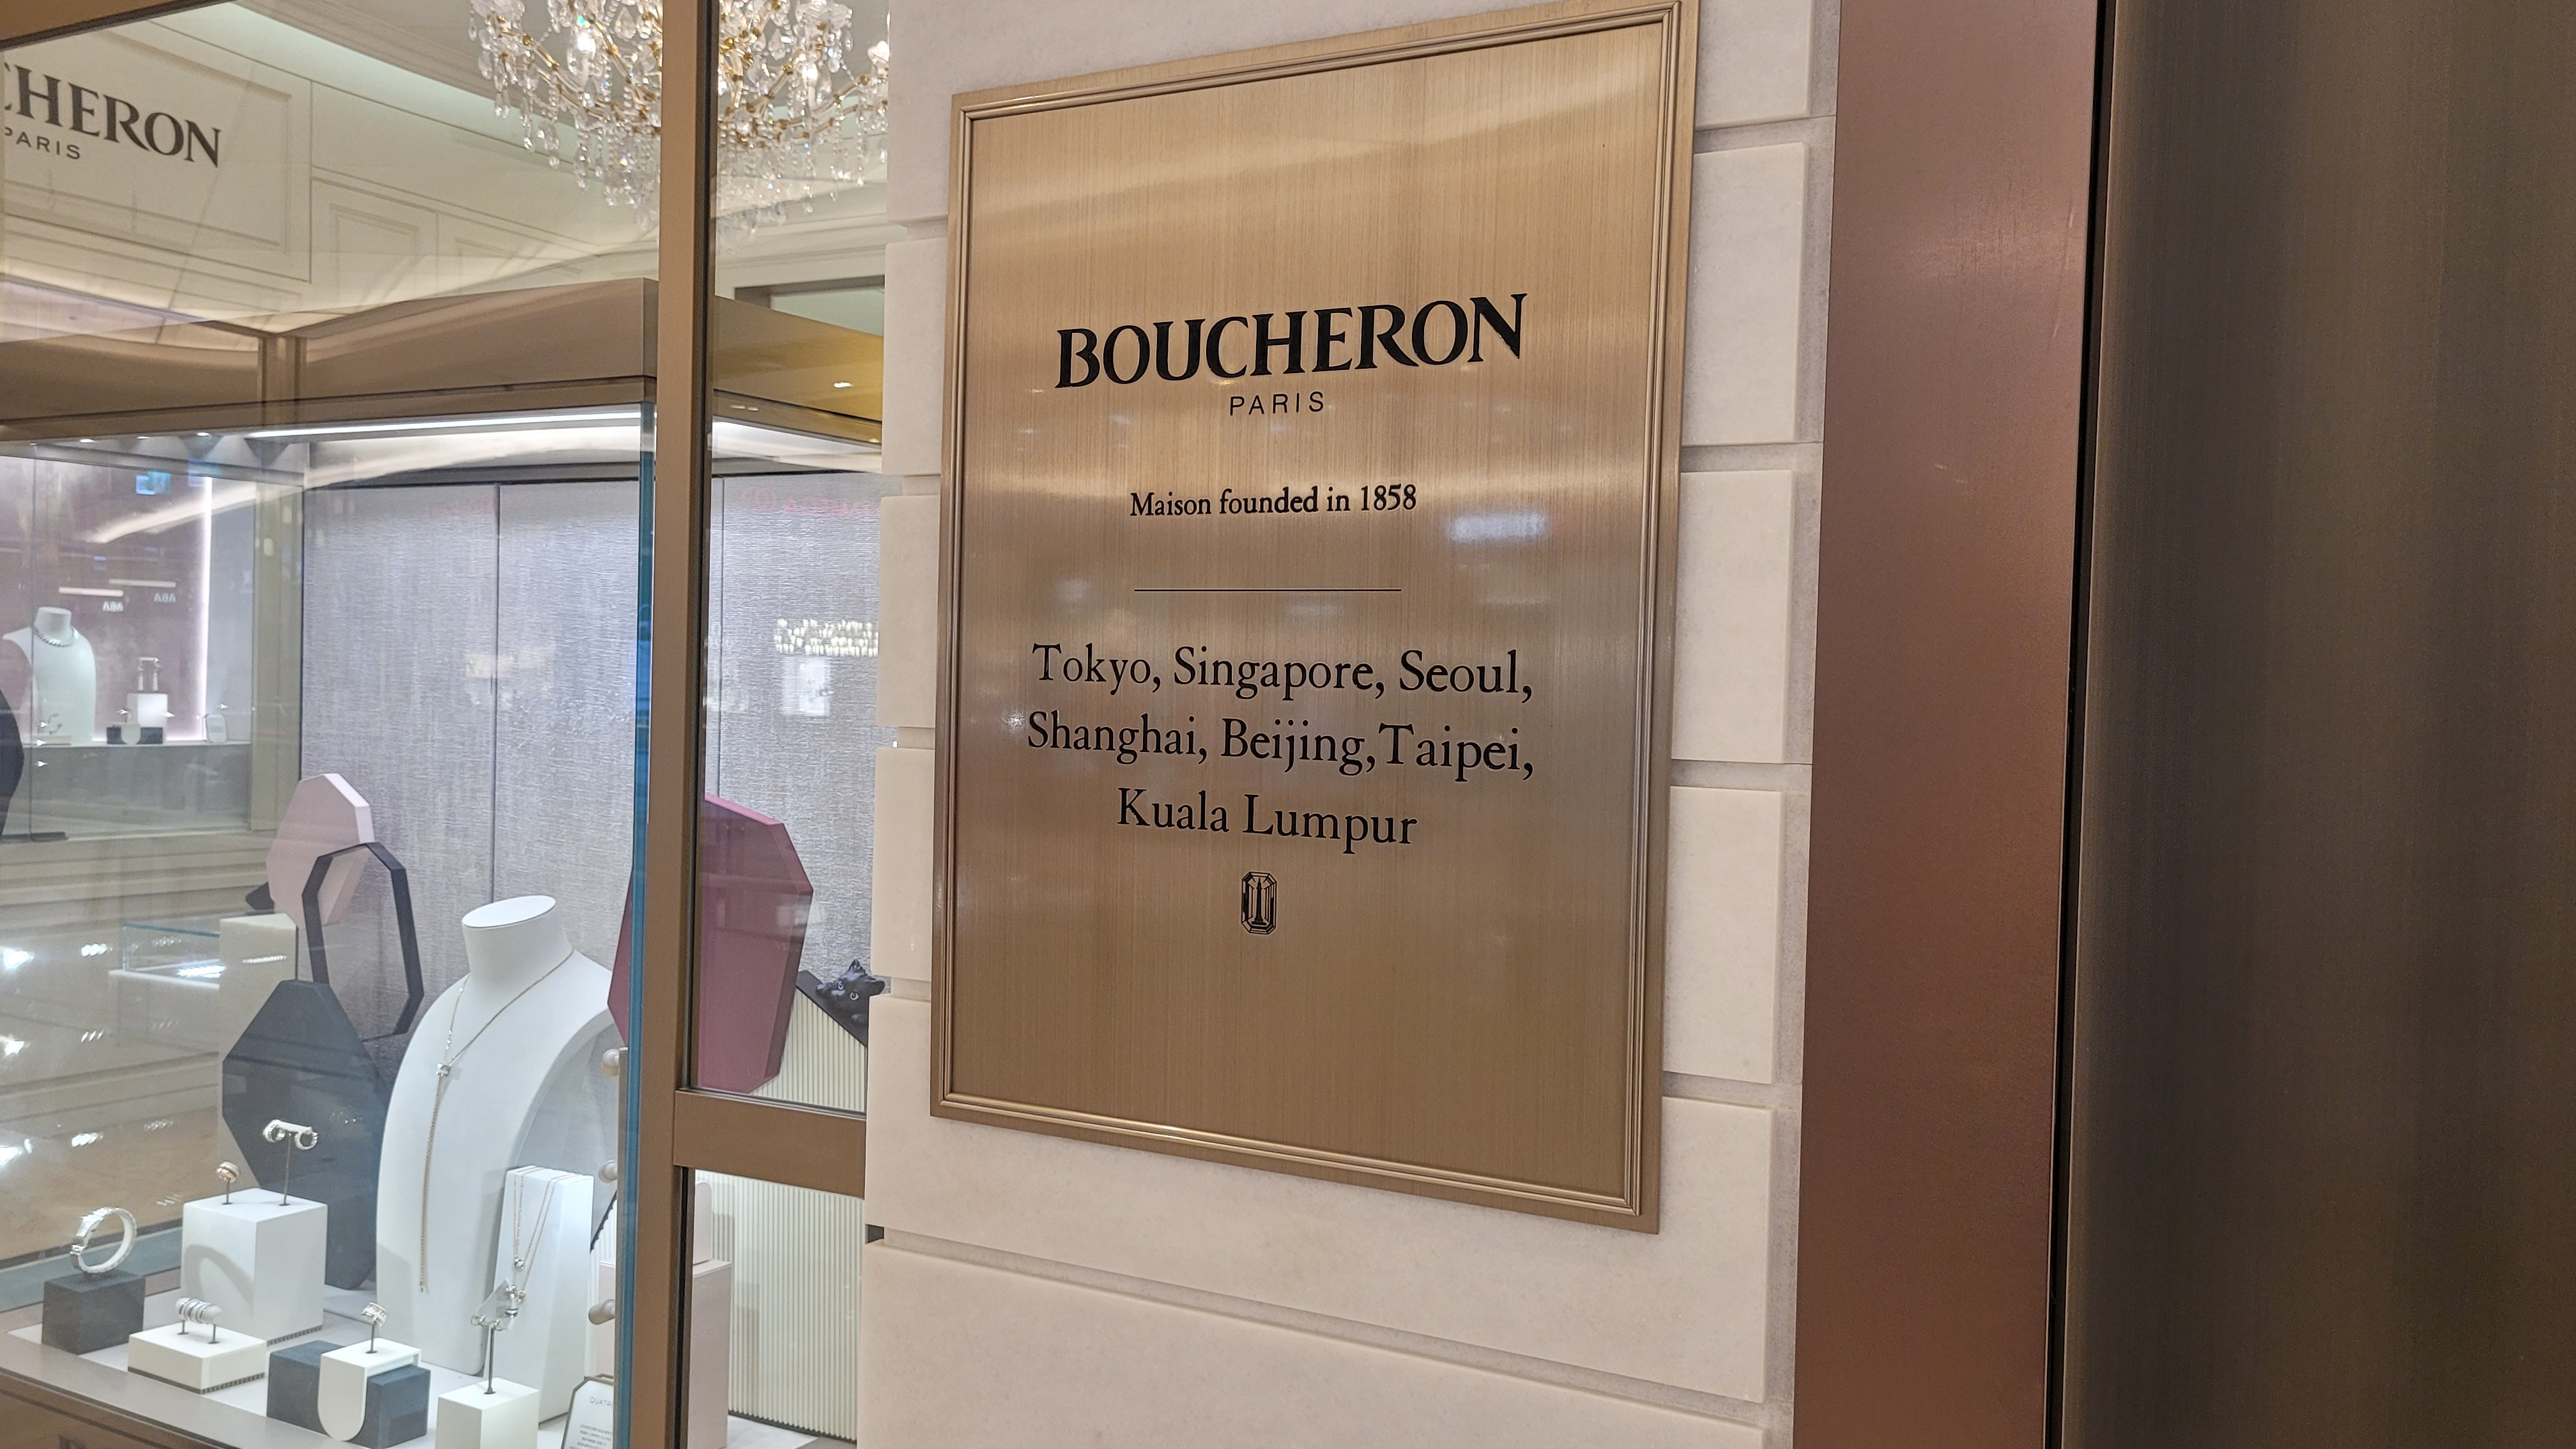 CHERON
PARIS
BOUCHERON
PARIS
Maison founded in 1858
Tokyo, Singapore, Seoul,
Shanghai, Beijing, Taipei,
Kuala Lumpur